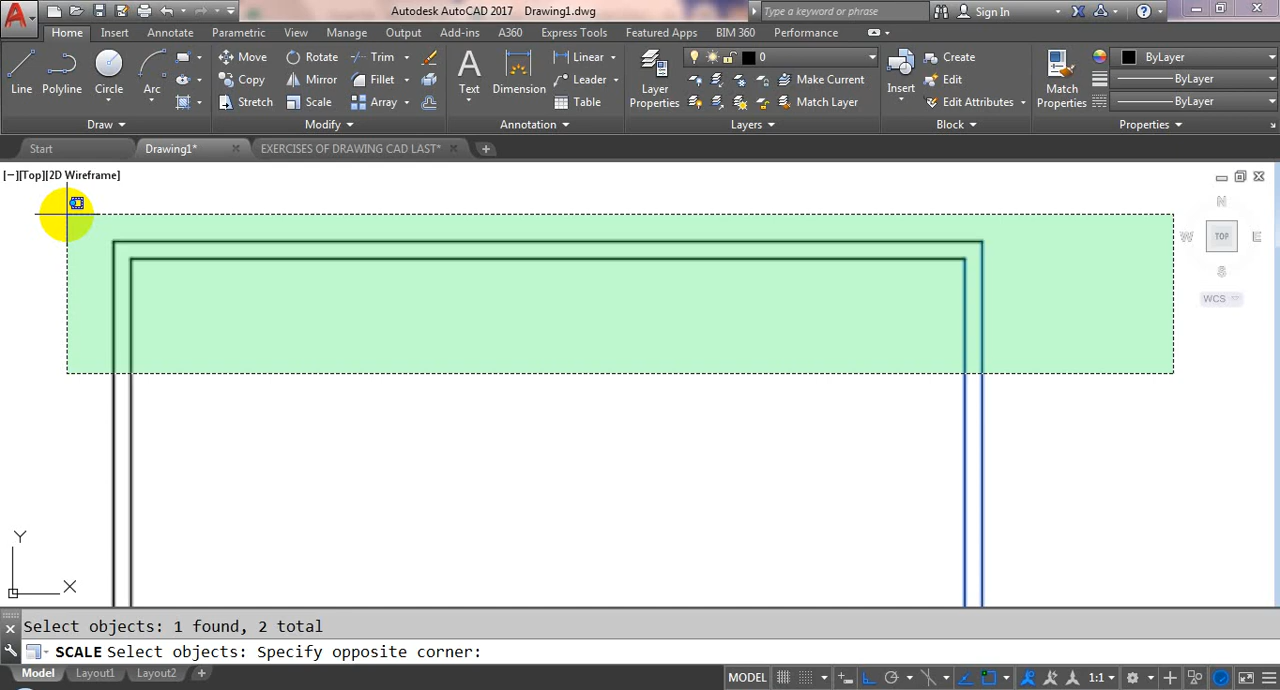 Autodesk AutoCAD 2017 Drawing1.dwg
Type a keyword or phrase
Sign In
Home Insert Annotate Parametric View Manage Output Add-ins A360 Express Tools Featured Apps BIM 360 Performance
Line Polyline Circle Arc
Move Rotate Trim
Copy Mirror Fillet
Stretch Scale Array
Text Dimension
Linear
Leader
Table
Layer Properties
0
Make Current
Match Layer
Insert
Create
Edit
Edit Attributes
Match Properties
ByLayer
ByLayer
ByLayer
Draw Modify Annotation Layers Block Properties
Start Drawing1* EXERCISES OF DRAWING CAD LAST*
[−][Top][2D Wireframe]
N
W TOP E
S
WCS
Y
X
Select objects: 1 found, 2 total
SCALE Select objects: Specify opposite corner:
Model Layout1 Layout2 +
MODEL 1:1